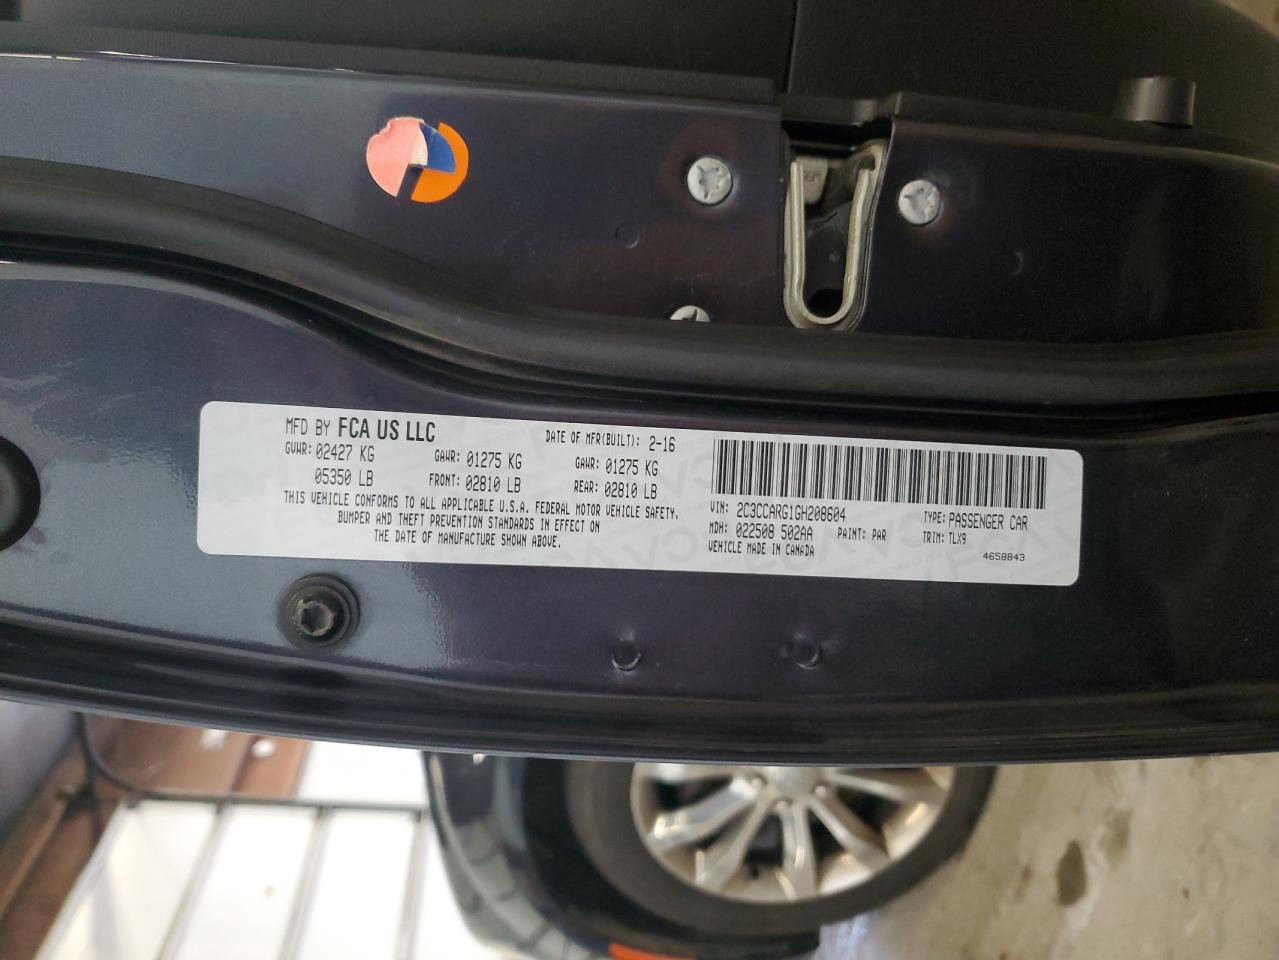 MFD BY FCA US LLC
DATE OF MFR(BUILT): 2-16
GVWR: 02427 KG
GAWR: 01275 KG
GAWR: 01275 KG
05350 LB
FRONT: 02810 LB
REAR: 02810 LB
THIS VEHICLE CONFORMS TO ALL APPLICABLE U.S.A. FEDERAL MOTOR VEHICLE SAFETY,
BUMPER AND THEFT PREVENTION STANDARDS IN EFFECT ON
THE DATE OF MANUFACTURE SHOWN ABOVE.
VIN: 2C3CCARG1GH208604
TYPE: PASSENGER CAR
MDH: 022508 502AA
PAINT: PAR
TRIM: TLX9
VEHICLE MADE IN CANADA
4658843